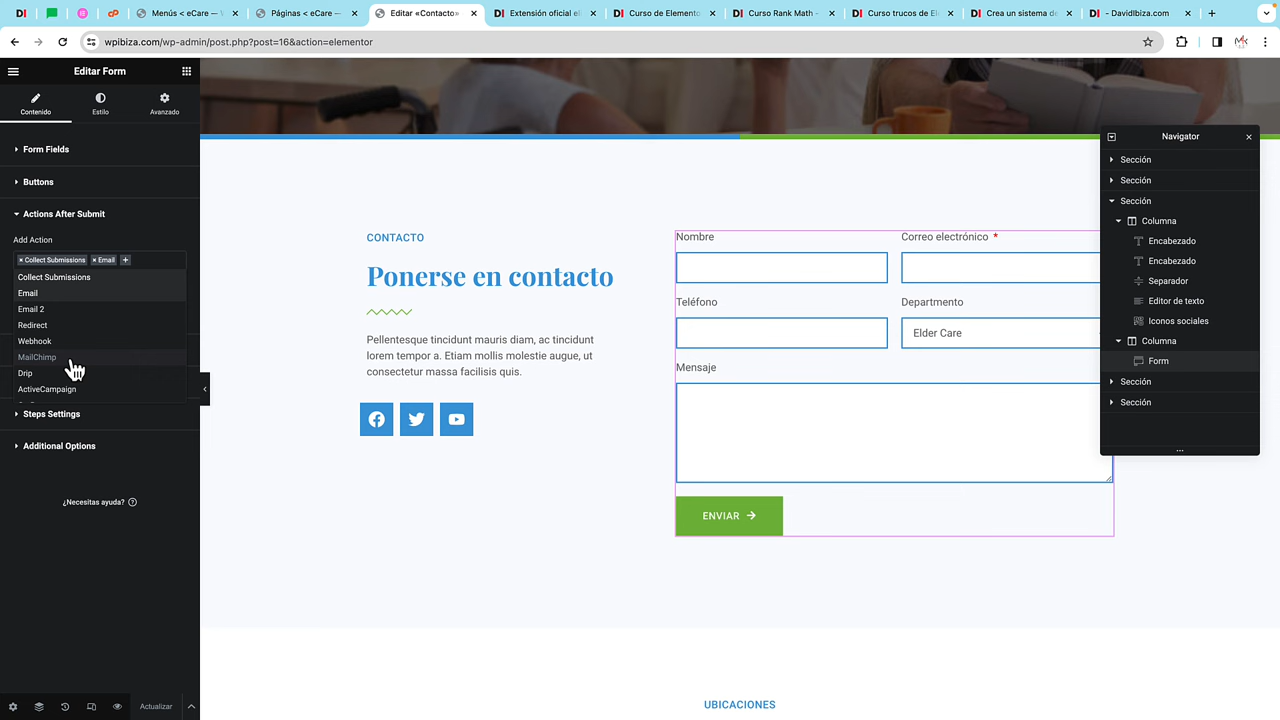 Menús < eCare — W
Páginas < eCare —
Editar «Contacto»
Extensión oficial eP
Curso de Elemento
Curso Rank Math -
Curso trucos de El
Crea un sistema de
- DavidIbiza.com
wpibiza.com/wp-admin/post.php?post=16&action=elementor
Editar Form
Contenido
Estilo
Avanzado
Form Fields
Buttons
Actions After Submit
Add Action
× Collect Submissions × Email +
Collect Submissions
Email
Email 2
Redirect
Webhook
MailChimp
Drip
ActiveCampaign
Steps Settings
Additional Options
¿Necesitas ayuda?
Actualizar
CONTACTO
Ponerse en contacto
Pellentesque tincidunt mauris diam, ac tincidunt
lorem tempor a. Etiam mollis molestie augue, ut
consectetur massa facilisis quis.
Nombre
Correo electrónico *
Teléfono
Departmento
Elder Care
Mensaje
ENVIAR
UBICACIONES
Navigator
Sección
Sección
Sección
Columna
Encabezado
Encabezado
Separador
Editor de texto
Iconos sociales
Columna
Form
Sección
Sección